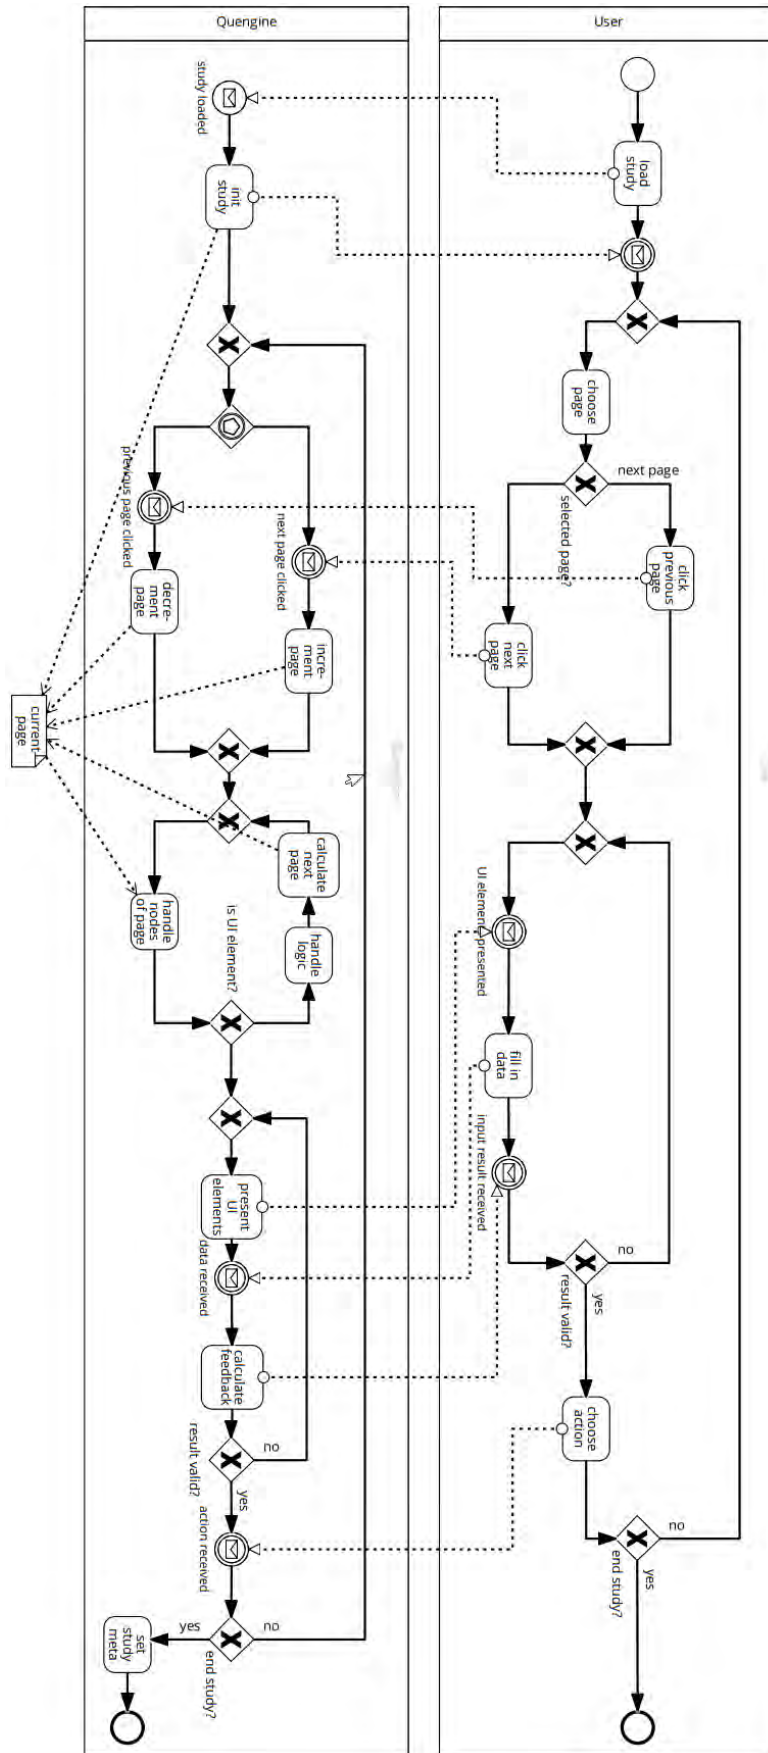 Quengine
User
study loaded
init
study
previous page clicked
next page clicked
decre-
ment
page
incre-
ment
page
current
page
calculate
next
page
handle
nodes
of page
handle
logic
is UI element?
present
UI
elements
data received
calculate
feedback
result valid?
no
yes
action received
end study?
no
yes
set
study
meta
load
study
choose
page
next page
selected page?
click
previous
page
click
next
page
UI element presented
fill in
data
input result received
no
yes
result valid?
choose
action
no
yes
end study?